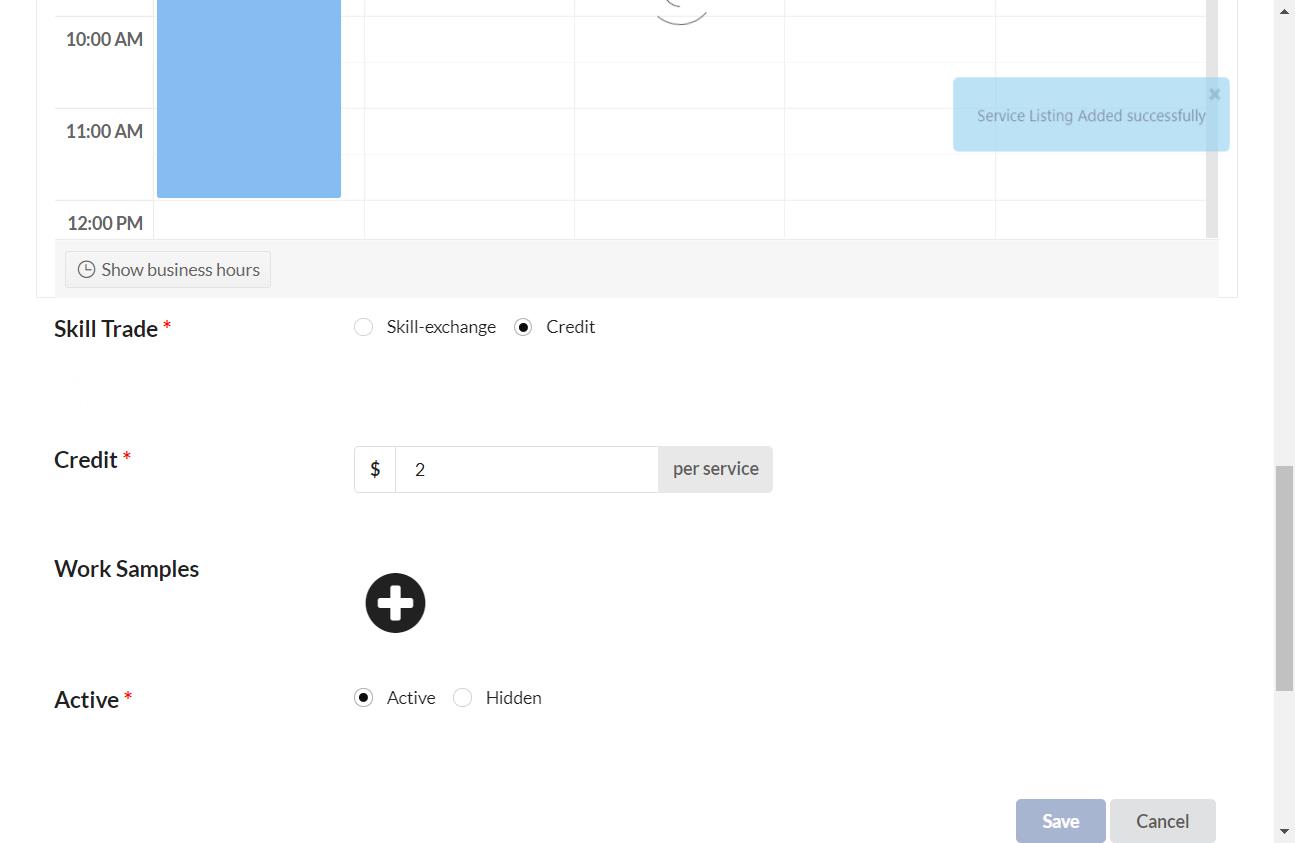 10:00 AM
11:00 AM
Service Listing Added successfully
12:00 PM
Show business hours
Skill Trade *
Skill-exchange
Credit
Credit *
$ 2 per service
Work Samples
Active *
Active
Hidden
Save
Cancel